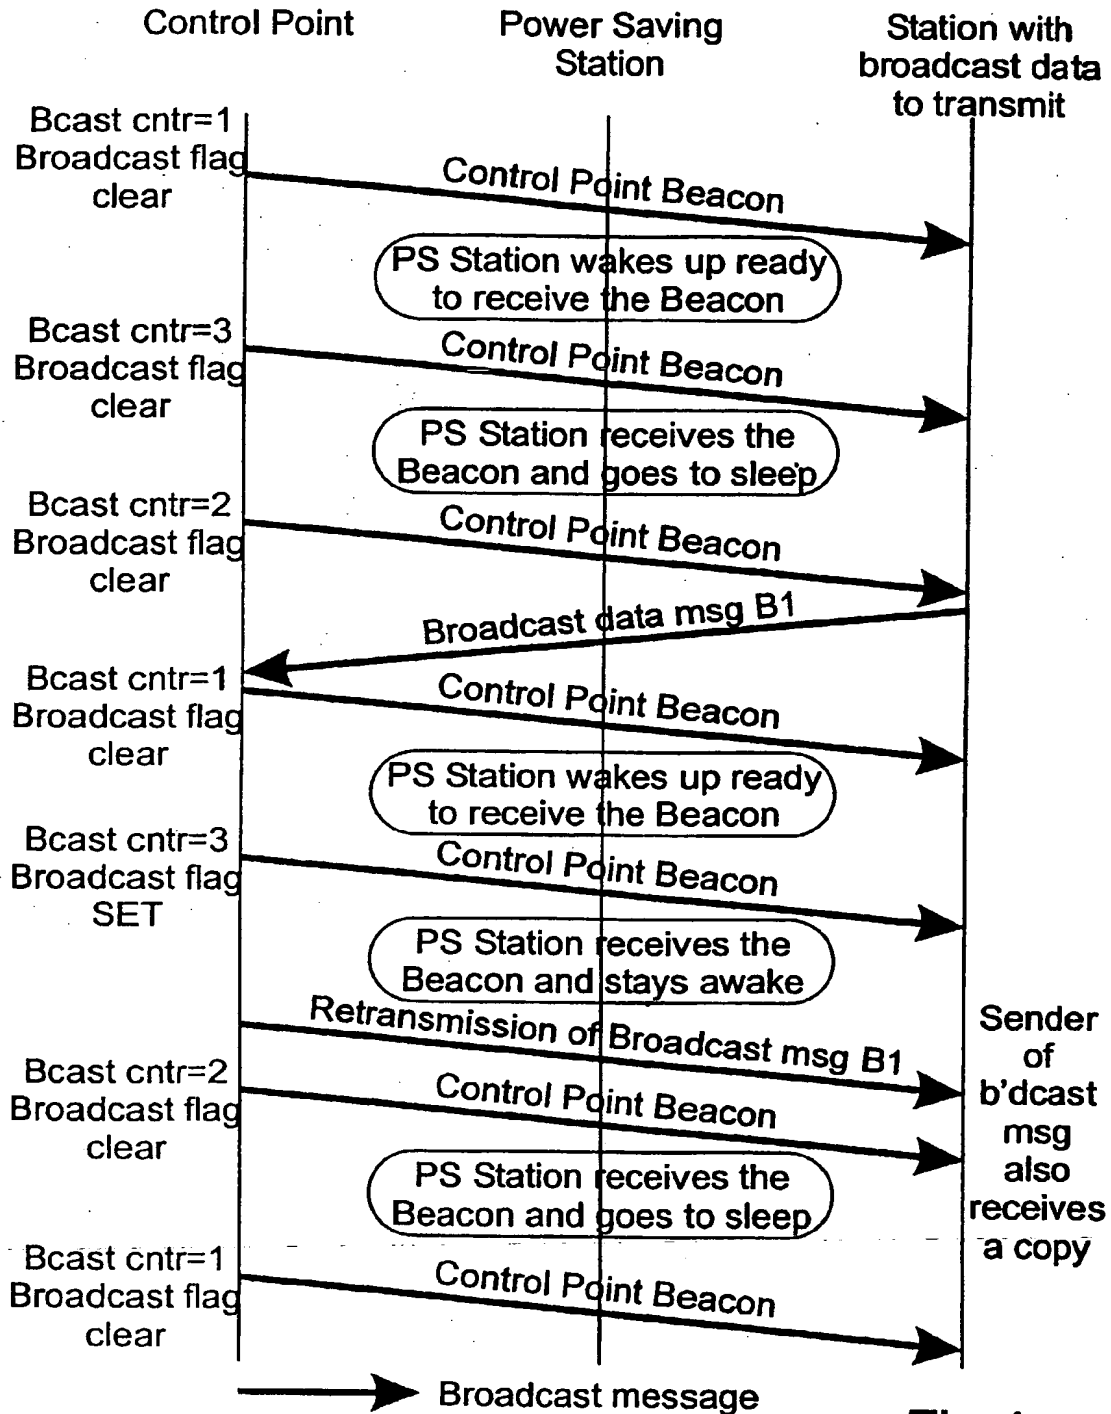 Control Point
Power Saving
Station
Station with
broadcast data
to transmit
Bcast cntr=1
Broadcast flag
clear
Control Point Beacon
PS Station wakes up ready
to receive the Beacon
Bcast cntr=3
Broadcast flag
clear
Control Point Beacon
PS Station receives the
Beacon and goes to sleep
Bcast cntr=2
Broadcast flag
clear
Control Point Beacon
Broadcast data msg B1
Bcast cntr=1
Broadcast flag
clear
Control Point Beacon
PS Station wakes up ready
to receive the Beacon
Bcast cntr=3
Broadcast flag
SET
Control Point Beacon
PS Station receives the
Beacon and stays awake
Retransmission of Broadcast msg B1
Sender
of
b'dcast
msg
also
receives
a copy
Bcast cntr=2
Broadcast flag
clear
Control Point Beacon
PS Station receives the
Beacon and goes to sleep
Bcast cntr=1
Broadcast flag
clear
Control Point Beacon
Broadcast message